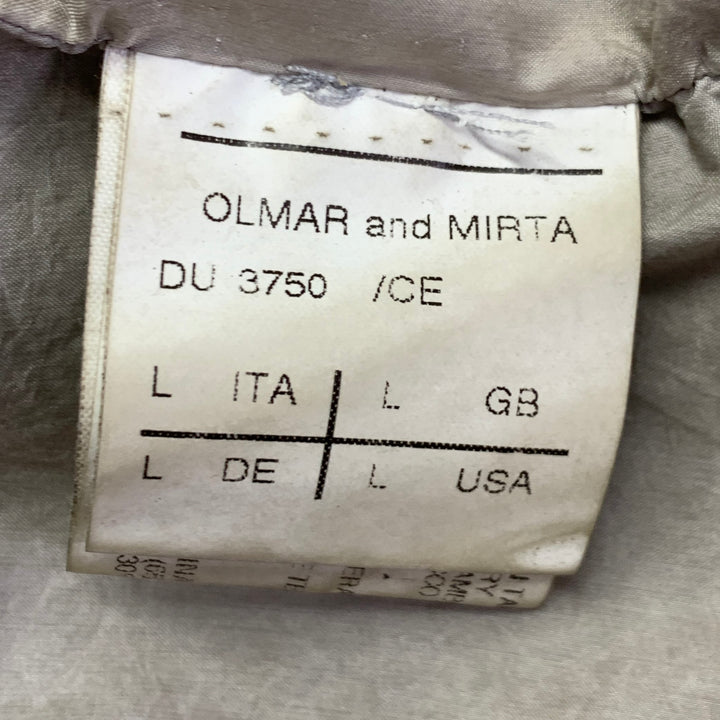 OLMAR and MIRTA
DU 3750 /CE
L ITA L GB
L DE L USA